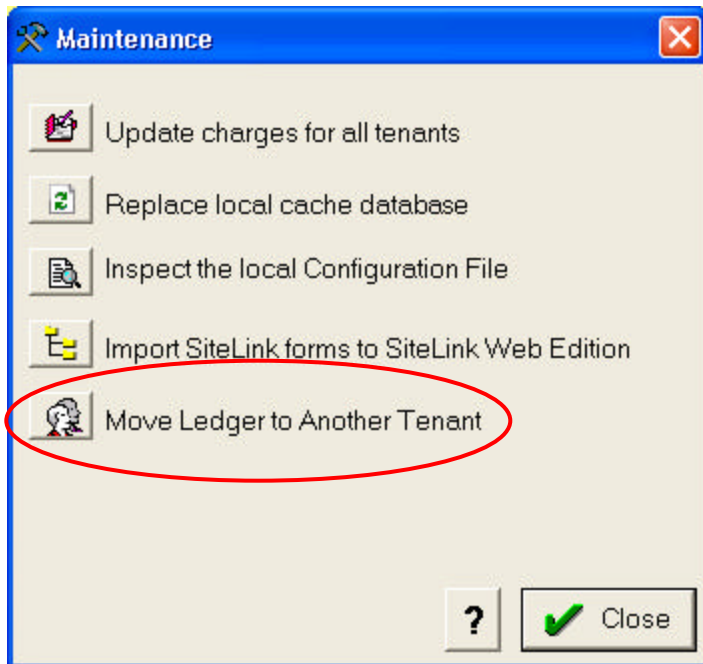 Maintenance
Update charges for all tenants
Replace local cache database
Inspect the local Configuration File
Import SiteLink forms to SiteLink Web Edition
Move Ledger to Another Tenant
? Close